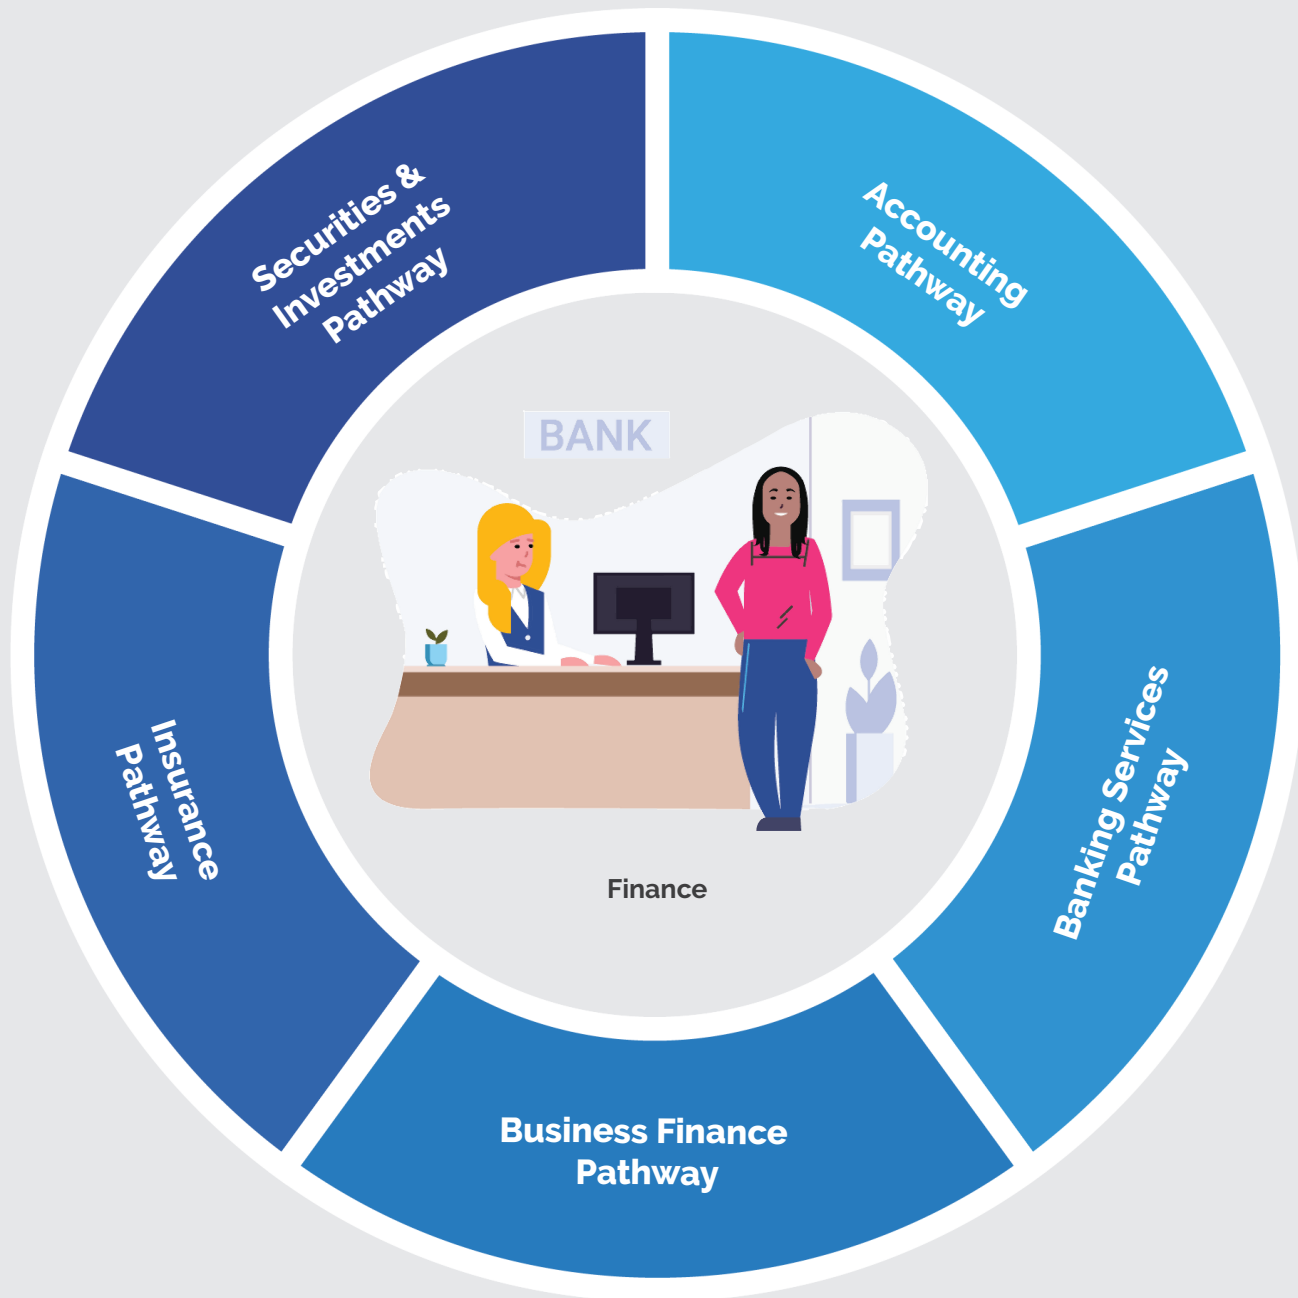 Securities &
Investments
Pathway
Accounting
Pathway
BANK
Insurance
Pathway
Banking Services
Pathway
Finance
Business Finance
Pathway